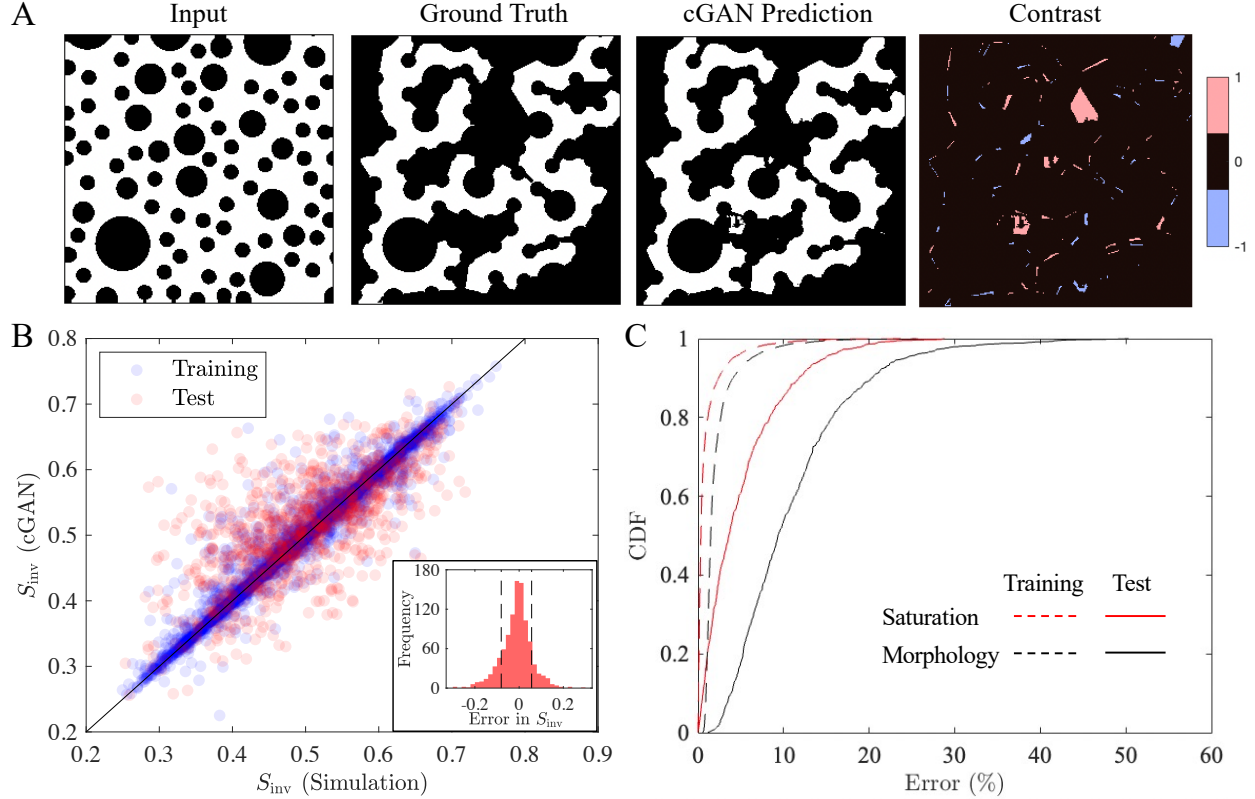 A
Input
Ground Truth
cGAN Prediction
Contrast
1
0
-1
B
0.8
0.7
0.6
0.5
0.4
0.3
0.2
S_inv (cGAN)
Training
Test
180
120
60
0
Frequency
-0.2 0 0.2
Error in S_inv
0.2 0.3 0.4 0.5 0.6 0.7 0.8 0.9
S_inv (Simulation)
C
1
0.8
0.6
0.4
0.2
0
CDF
Training Test
Saturation
Morphology
0 10 20 30 40 50 60
Error (%)